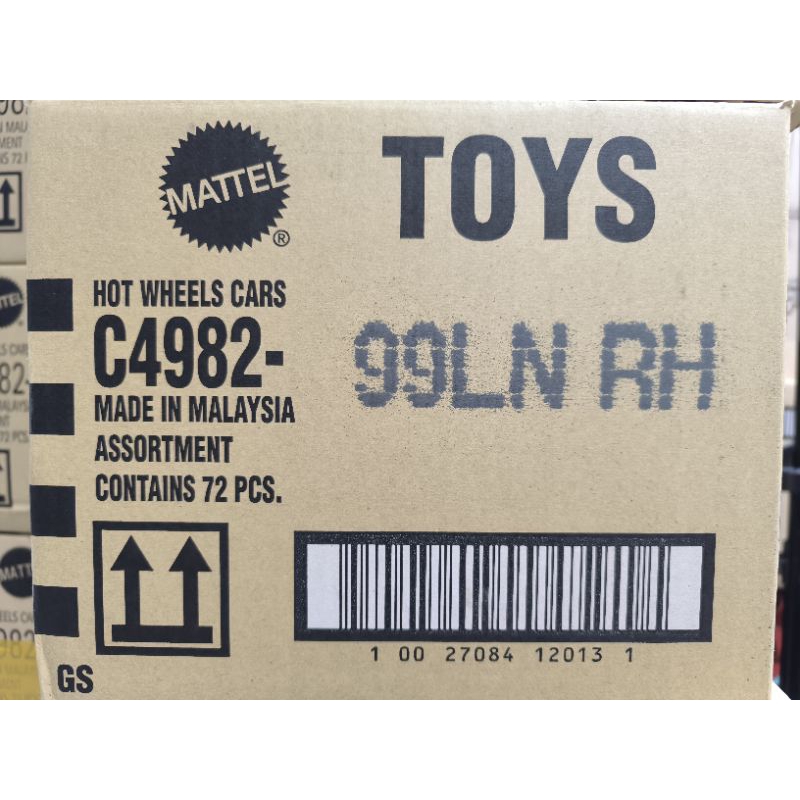 MATTEL
®
TOYS
HOT WHEELS CARS
C4982-
99LN RH
MADE IN MALAYSIA
ASSORTMENT
CONTAINS 72 PCS.
1 00 27084 12013 1
GS